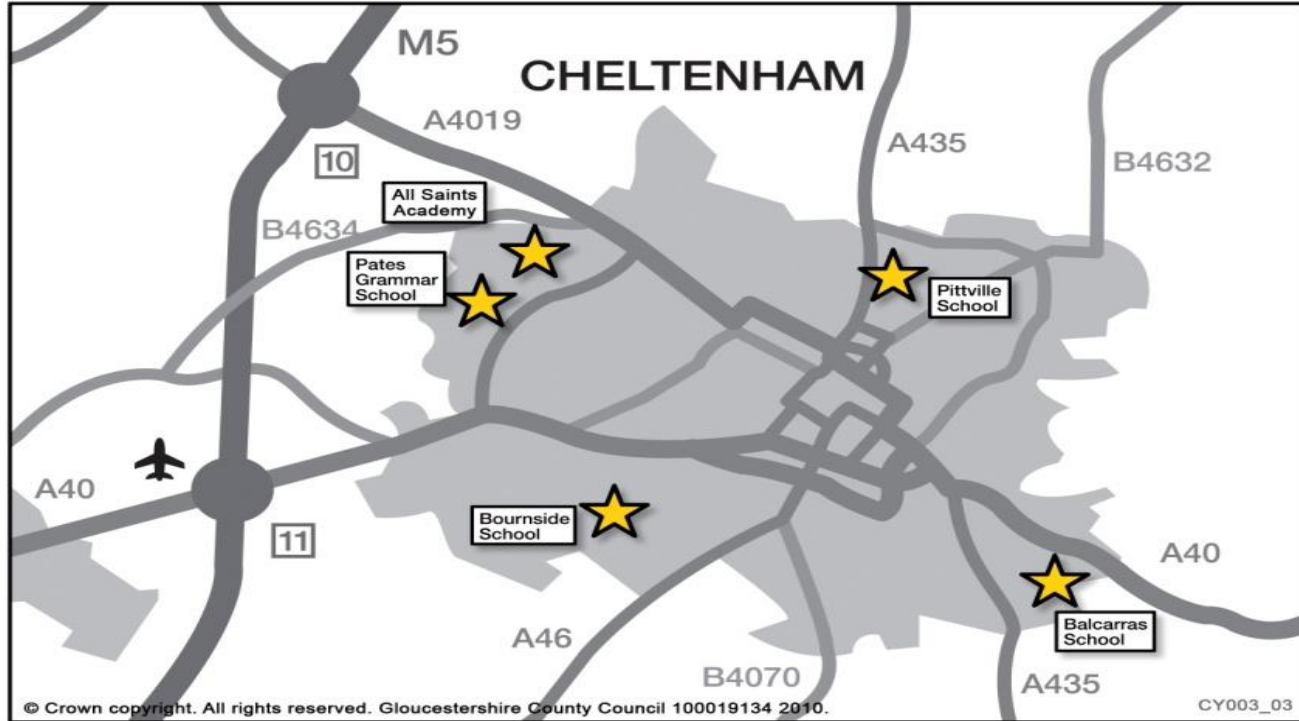 M5
CHELTENHAM
A4019
A435
B4632
10
All Saints
Academy
B4634
Pates
Grammar
School
Pittville
School
A40
11
Bournside
School
A40
Balcarras
School
A46
B4070
A435
© Crown copyright. All rights reserved. Gloucestershire County Council 100019134 2010.
CY003_03